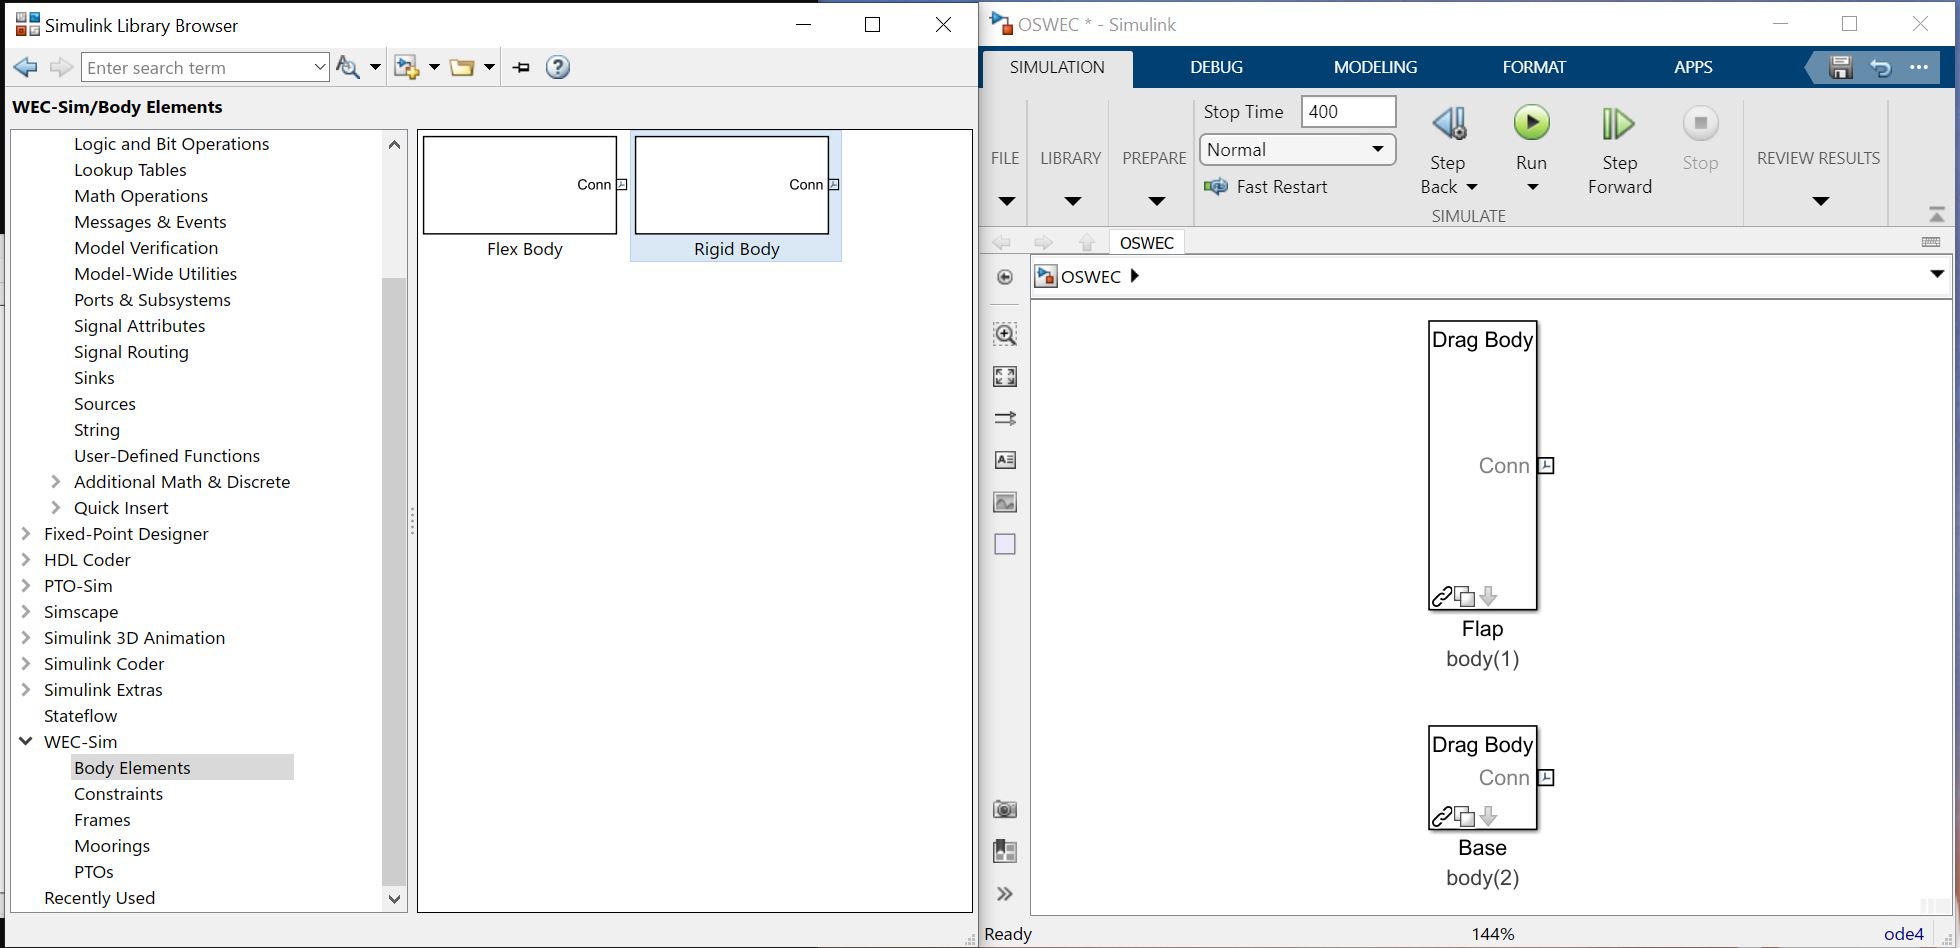 Simulink Library Browser
Enter search term
WEC-Sim/Body Elements
Logic and Bit Operations
Lookup Tables
Math Operations
Messages & Events
Model Verification
Model-Wide Utilities
Ports & Subsystems
Signal Attributes
Signal Routing
Sinks
Sources
String
User-Defined Functions
Additional Math & Discrete
Quick Insert
Fixed-Point Designer
HDL Coder
PTO-Sim
Simscape
Simulink 3D Animation
Simulink Coder
Simulink Extras
Stateflow
WEC-Sim
Body Elements
Constraints
Frames
Moorings
PTOs
Recently Used
Conn
Flex Body
Conn
Rigid Body
OSWEC * - Simulink
SIMULATION DEBUG MODELING FORMAT APPS
FILE
LIBRARY
PREPARE
Stop Time 400
Normal
Fast Restart
Step
Back
Run
Step
Forward
Stop
SIMULATE
REVIEW RESULTS
OSWEC
OSWEC
Drag Body
Conn
Flap
body(1)
Drag Body
Conn
Base
body(2)
Ready 144% ode4